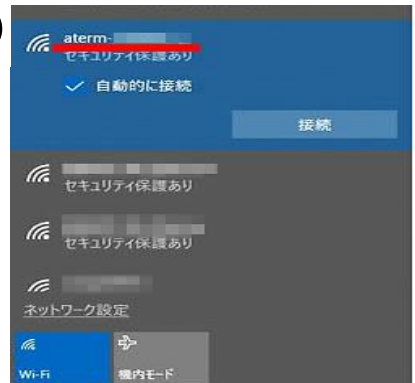 )
aterm-
セキュリティ保護あり
自動的に接続
接続
セキュリティ保護あり
セキュリティ保護あり
ネットワーク設定
Wi-Fi
機内モード